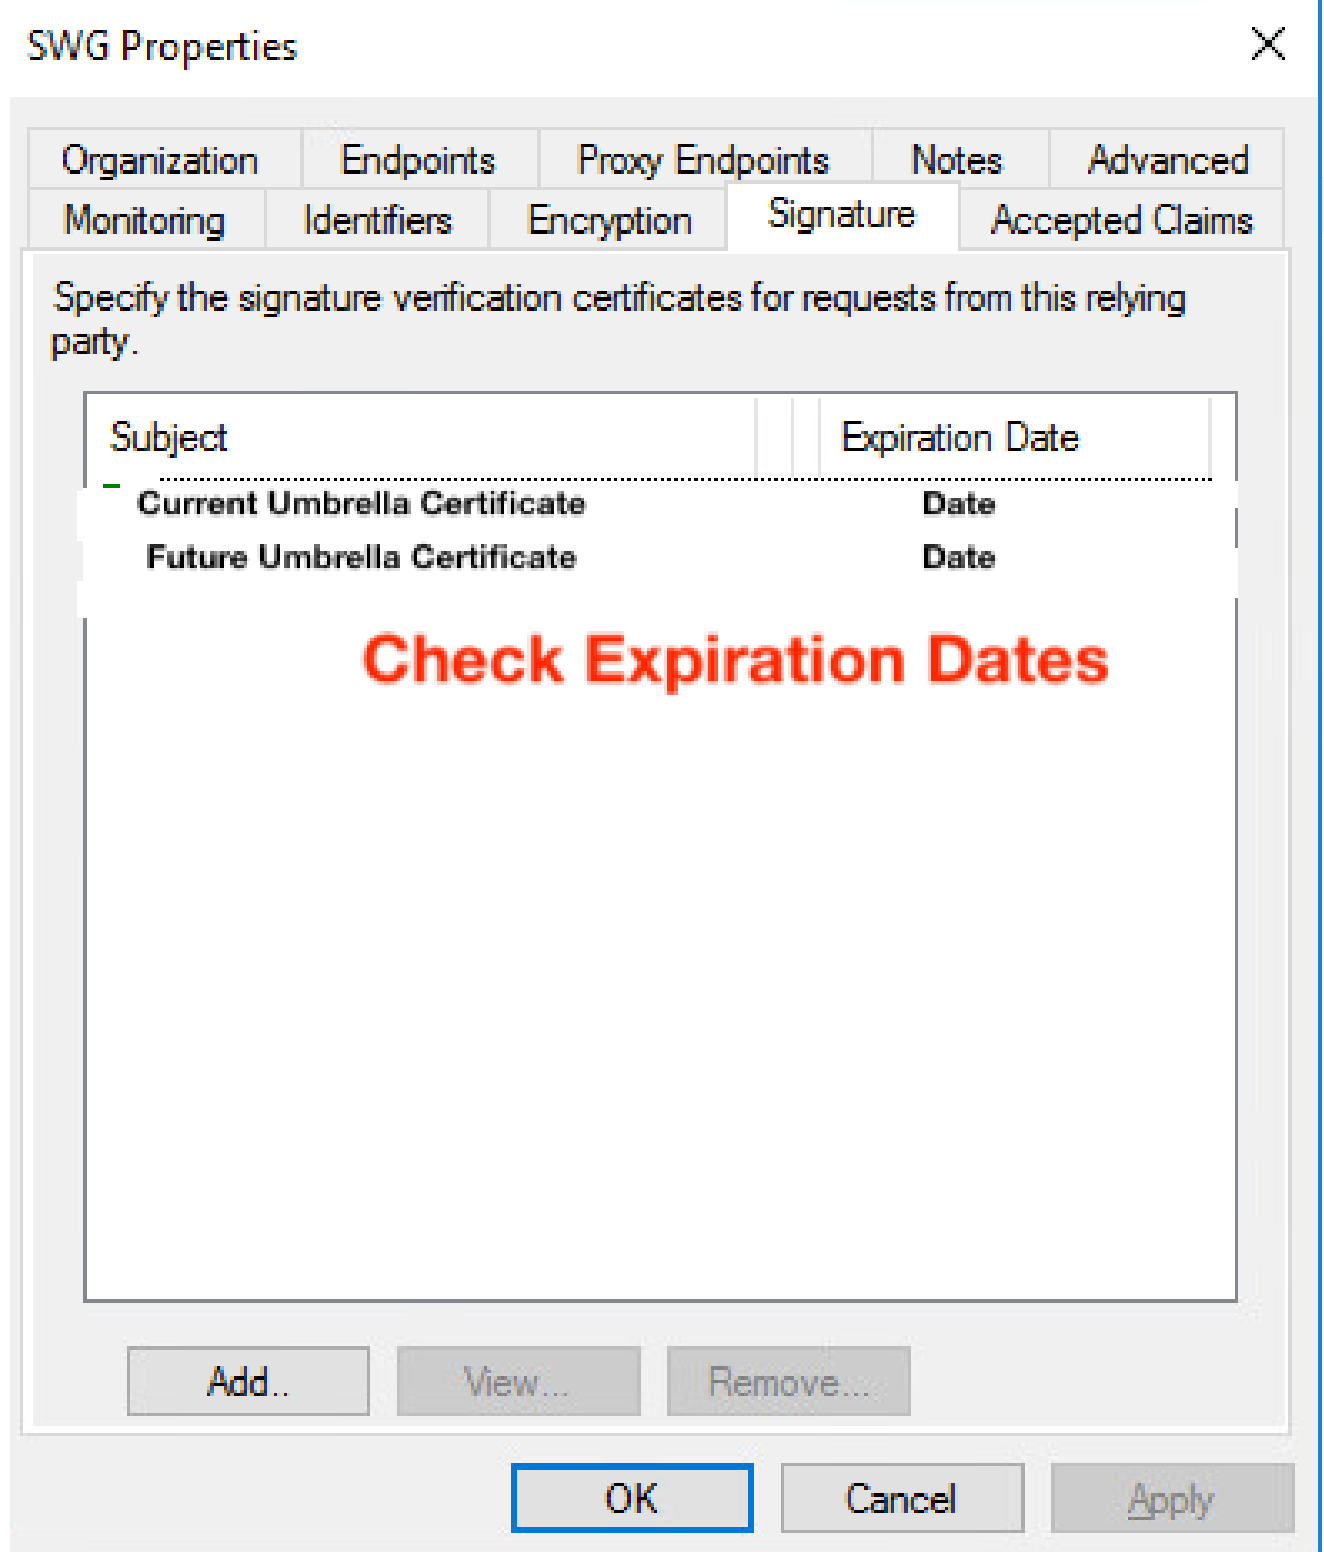 SWG Properties
Organization Endpoints Proxy Endpoints Notes Advanced
Monitoring Identifiers Encryption Signature Accepted Claims
Specify the signature verification certificates for requests from this relying
party.
Subject Expiration Date
Current Umbrella Certificate Date
Future Umbrella Certificate Date
Check Expiration Dates
Add.. View... Remove...
OK Cancel Apply